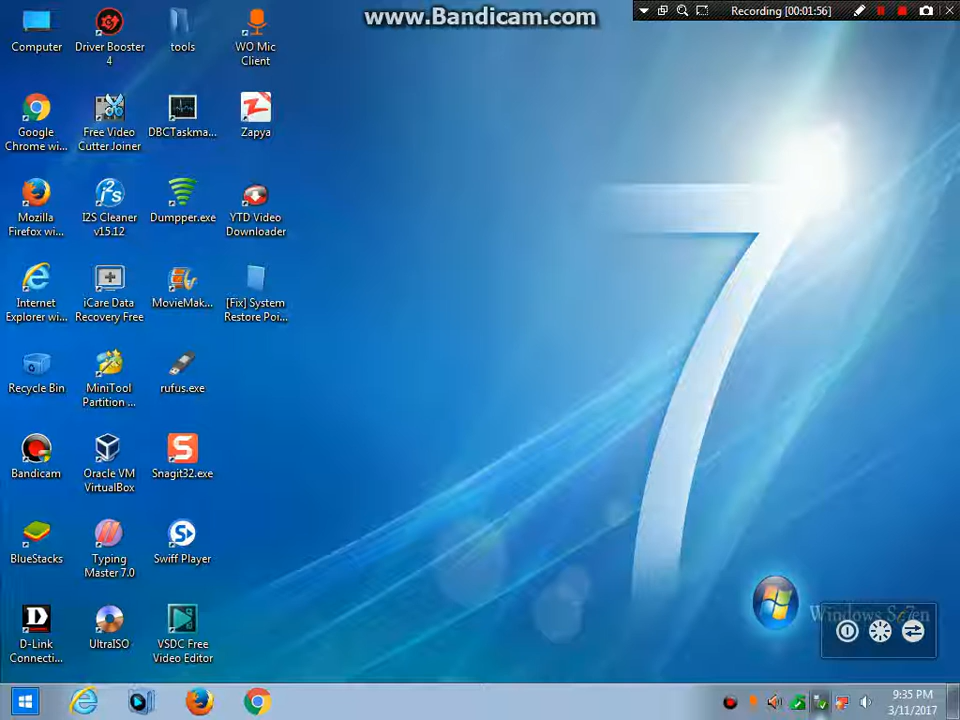 www.Bandicam.com
Recording [00:01:56]
Computer
Driver Booster
4
tools
WO Mic
Client
Google
Chrome wi...
Free Video
Cutter Joiner
DBCTaskma...
Zapya
Mozilla
Firefox wi...
I2S Cleaner
v15.12
Dumpper.exe
YTD Video
Downloader
Internet
Explorer wi...
iCare Data
Recovery Free
MovieMak...
[Fix] System
Restore Poi...
Recycle Bin
MiniTool
Partition ...
rufus.exe
Bandicam
Oracle VM
VirtualBox
Snagit32.exe
BlueStacks
Typing
Master 7.0
Swiff Player
D-Link
Connecti...
UltraISO
VSDC Free
Video Editor
7
Windows Se7en
9:35 PM
3/11/2017